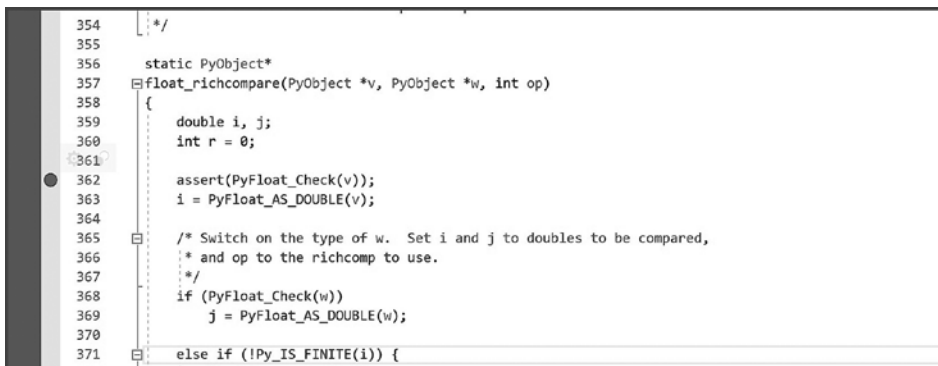 354 */
355
356 static PyObject*
357 float_richcompare(PyObject *v, PyObject *w, int op)
358 {
359 double i, j;
360 int r = 0;
361
362 assert(PyFloat_Check(v));
363 i = PyFloat_AS_DOUBLE(v);
364
365 /* Switch on the type of w.  Set i and j to doubles to be compared,
366 * and op to the richcomp to use.
367 */
368 if (PyFloat_Check(w))
369 j = PyFloat_AS_DOUBLE(w);
370
371 else if (!Py_IS_FINITE(i)) {